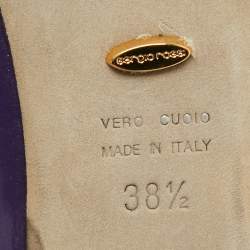 sergio rossi
VERO CUOIO
MADE IN ITALY
38½